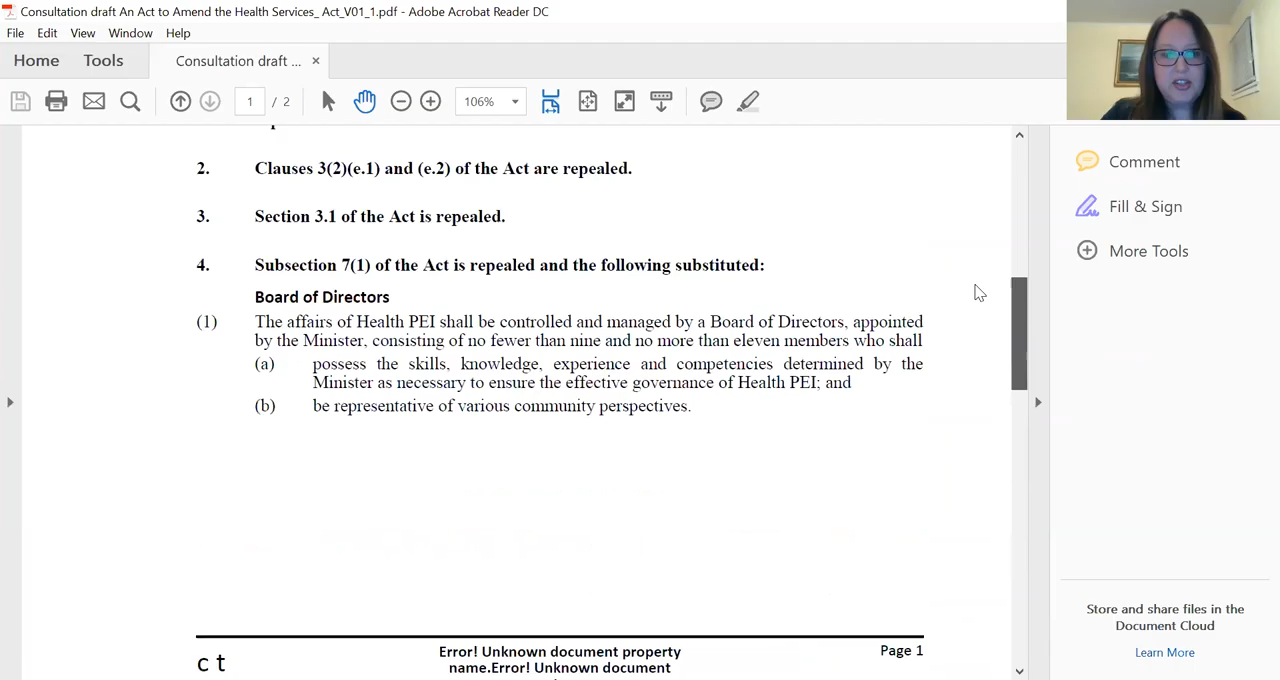 Consultation draft An Act to Amend the Health Services_ Act_V01_1.pdf - Adobe Acrobat Reader DC
File Edit View Window Help
Home Tools Consultation draft ... ×
1 / 2 106%
2. Clauses 3(2)(e.1) and (e.2) of the Act are repealed.
3. Section 3.1 of the Act is repealed.
4. Subsection 7(1) of the Act is repealed and the following substituted:
Board of Directors
(1) The affairs of Health PEI shall be controlled and managed by a Board of Directors, appointed
by the Minister, consisting of no fewer than nine and no more than eleven members who shall
(a) possess the skills, knowledge, experience and competencies determined by the
Minister as necessary to ensure the effective governance of Health PEI; and
(b) be representative of various community perspectives.
c t
Error! Unknown document property
name.Error! Unknown document
Page 1
Comment
Fill & Sign
More Tools
Store and share files in the
Document Cloud
Learn More